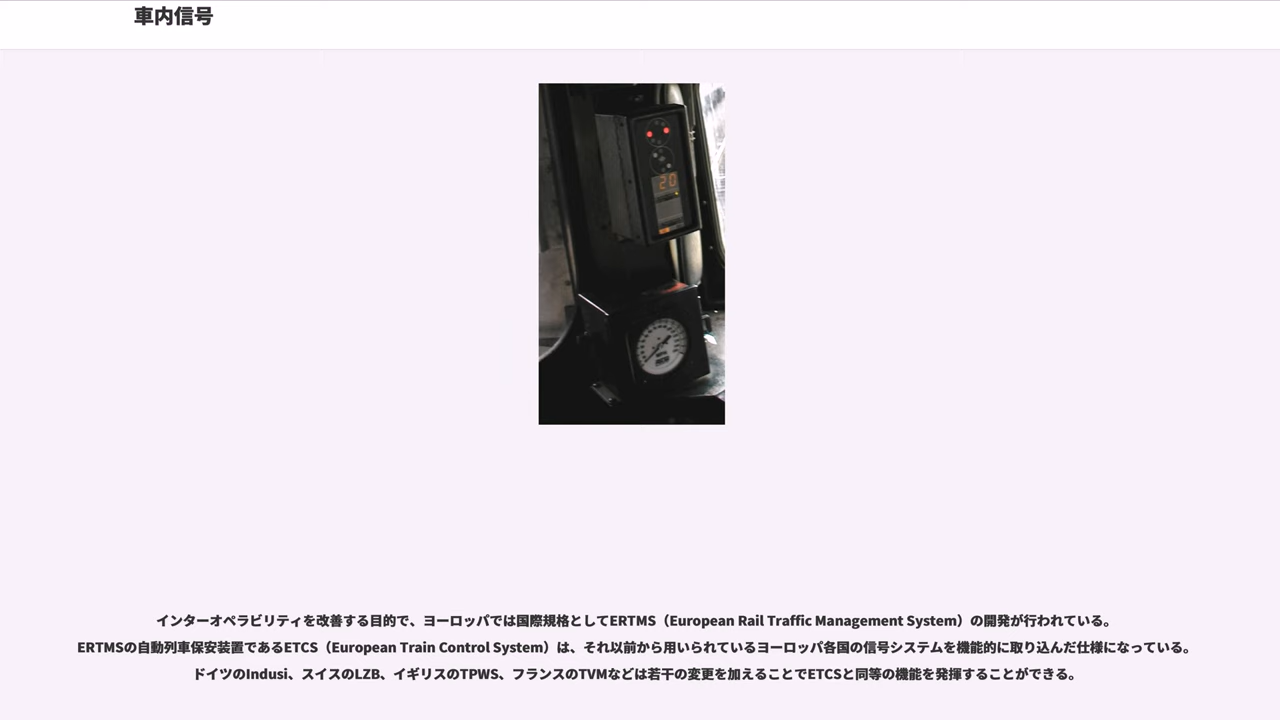 車内信号
20
インターオペラビリティを改善する目的で、ヨーロッパでは国際規格としてERTMS（European Rail Traffic Management System）の開発が行われている。
ERTMSの自動列車保安装置であるETCS（European Train Control System）は、それ以前から用いられているヨーロッパ各国の信号システムを機能的に取り込んだ仕様になっている。
ドイツのIndusi、スイスのLZB、イギリスのTPWS、フランスのTVMなどは若干の変更を加えることでETCSと同等の機能を発揮することができる。